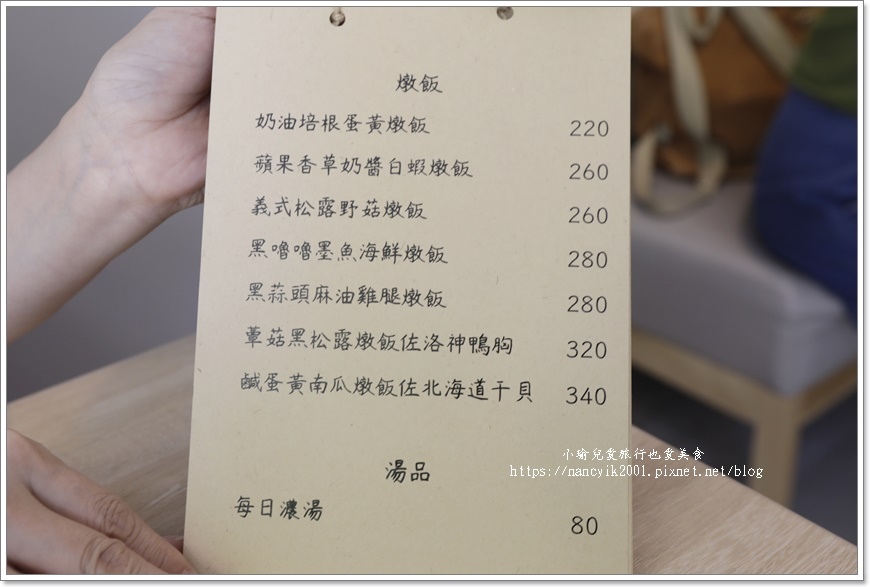 燉飯
奶油培根蛋黃燉飯 220
蘋果香草奶醬白蝦燉飯 260
義式松露野菇燉飯 260
黑嚕嚕墨魚海鮮燉飯 280
黑蒜頭麻油雞腿燉飯 280
蕈菇黑松露燉飯佐洛神鴨胸 320
鹹蛋黃南瓜燉飯佐北海道干貝 340
湯品
每日濃湯 80
小瑜兒愛旅行也愛美食
https://nancyik2001.pixnet.net/blog